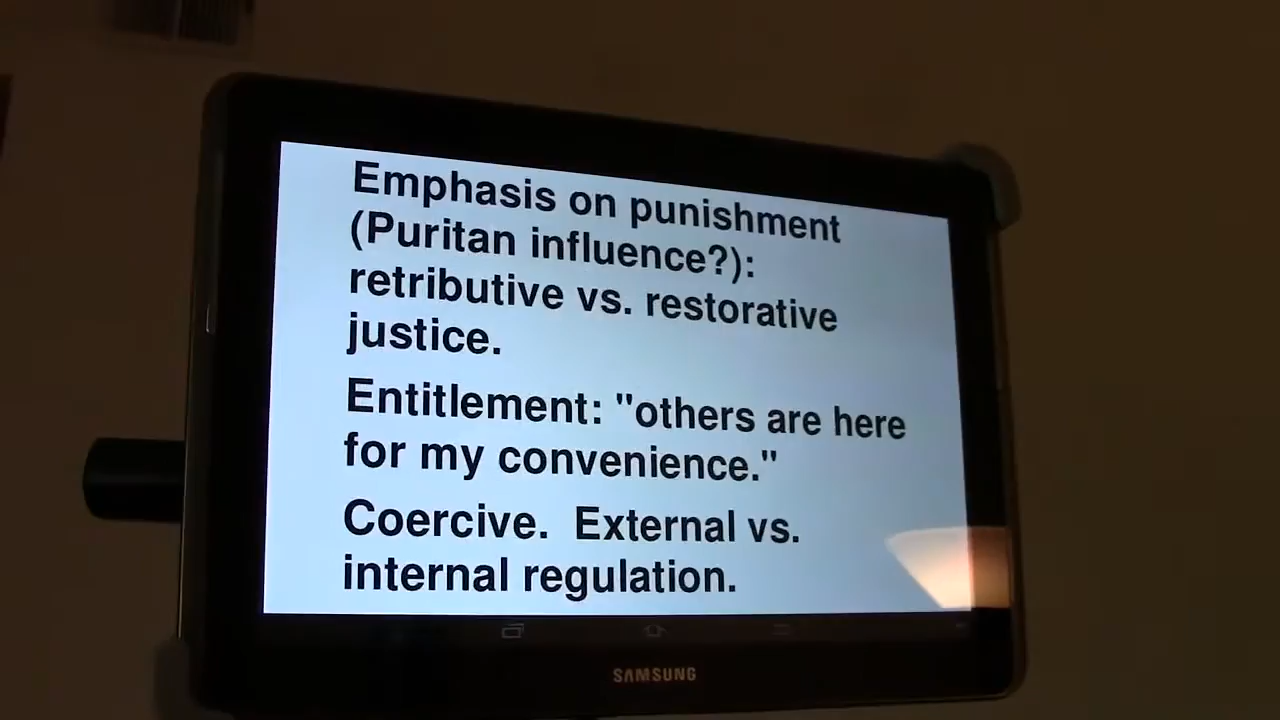 Emphasis on punishment
(Puritan influence?):
retributive vs. restorative
justice.
Entitlement: "others are here
for my convenience."
Coercive.  External vs.
internal regulation.
SAMSUNG